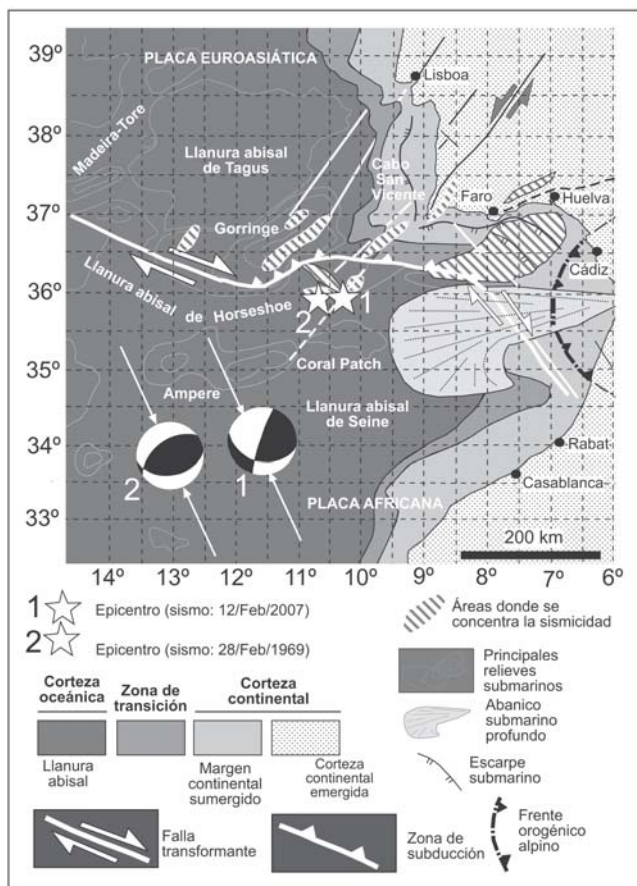 39º
38º
37º
36º
35º
34º
33º
PLACA EUROASIÁTICA
Lisboa
Madeira-Tore
Llanura abisal
de Tagus
Cabo
San
Vicente
Faro
Huelva
Gorringe
Cádiz
Llanura abisal
de Horseshoe
2
1
Coral Patch
Ampere
Llanura abisal
de Seine
Rabat
2
1
Casablanca
PLACA AFRICANA
200 km
14º 13º 12º 11º 10º 9º 8º 7º 6º
1 Epicentro (sismo: 12/Feb/2007)
2 Epicentro (sismo: 28/Feb/1969)
Corteza
oceánica
Zona de
transición
Corteza
continental
Llanura
abisal
Margen
continental
sumergido
Corteza
continental
emergida
Falla
transformante
Zona de
subducción
Áreas donde se
concentra la sismicidad
Principales
relieves
submarinos
Abanico
submarino
profundo
Escarpe
submarino
Frente
orogénico
alpino